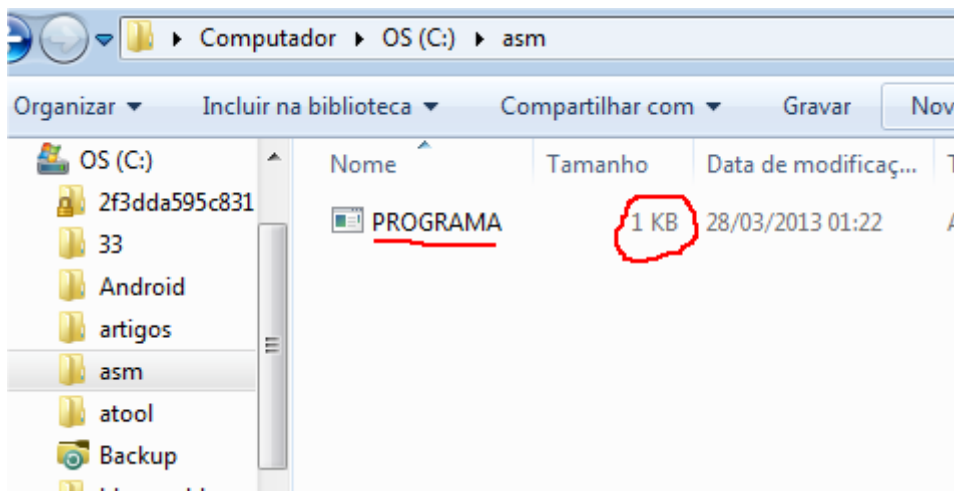 Computador ▸ OS (C:) ▸ asm
Organizar Incluir na biblioteca Compartilhar com Gravar Nov
OS (C:)
2f3dda595c831
33
Android
artigos
asm
atool
Backup
Nome Tamanho Data de modificaç...
PROGRAMA 1 KB 28/03/2013 01:22